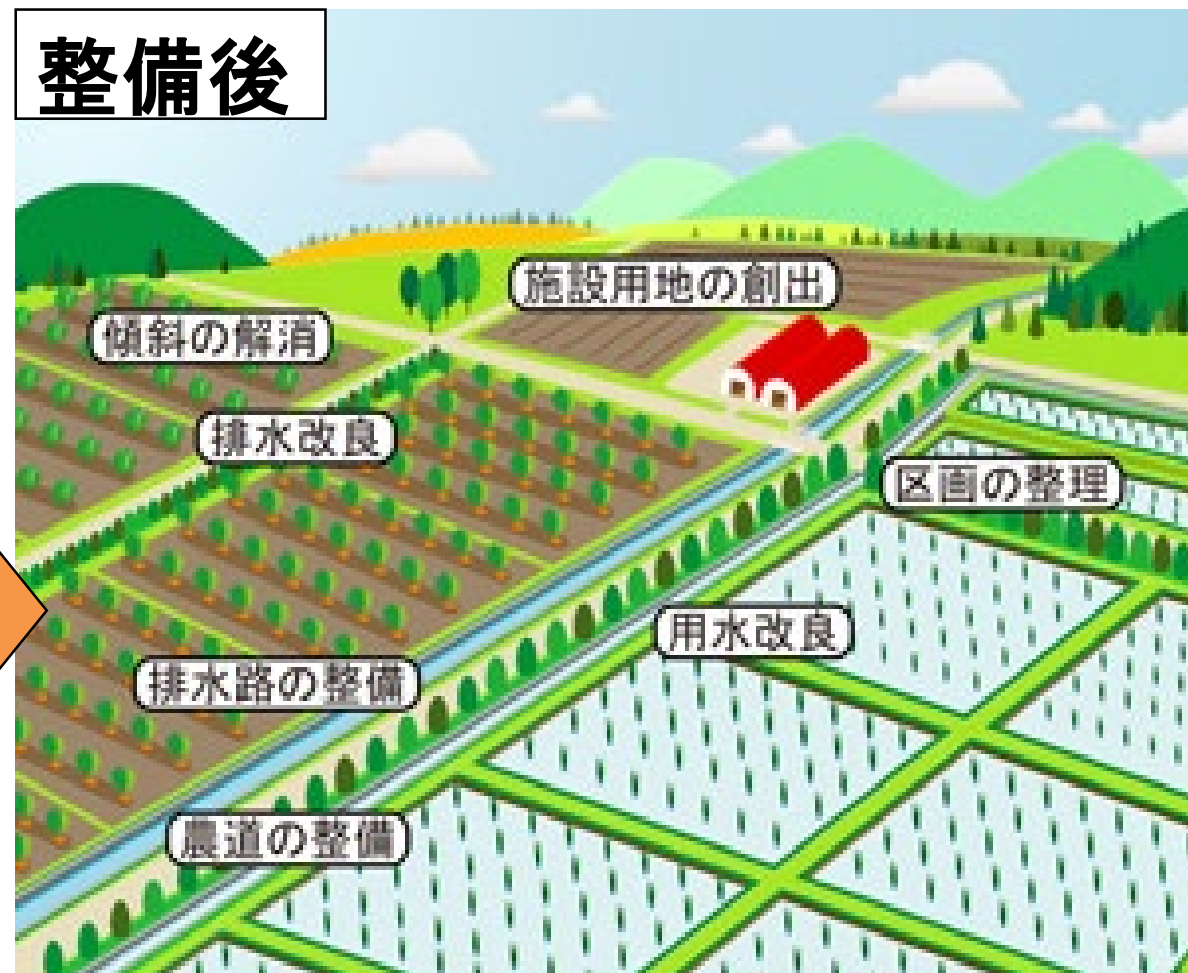 整備後
施設用地の創出
傾斜の解消
排水改良
区画の整理
用水改良
排水路の整備
農道の整備